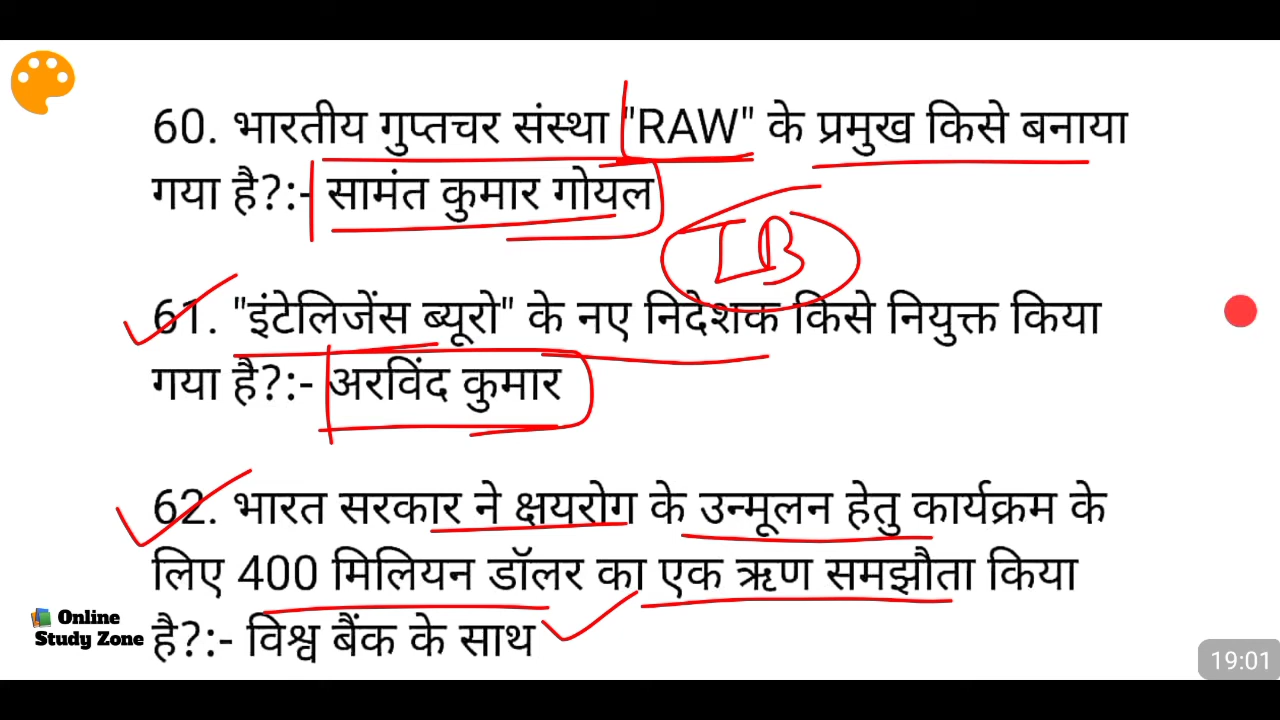 60. भारतीय गुप्तचर संस्था "RAW" के प्रमुख किसे बनाया
गया है?:- सामंत कुमार गोयल
IB
61. "इंटेलिजेंस ब्यूरो" के नए निदेशक किसे नियुक्त किया
गया है?:- अरविंद कुमार
62. भारत सरकार ने क्षयरोग के उन्मूलन हेतु कार्यक्रम के
लिए 400 मिलियन डॉलर का एक ऋण समझौता किया
है?:- विश्व बैंक के साथ
Online
Study Zone
19:01